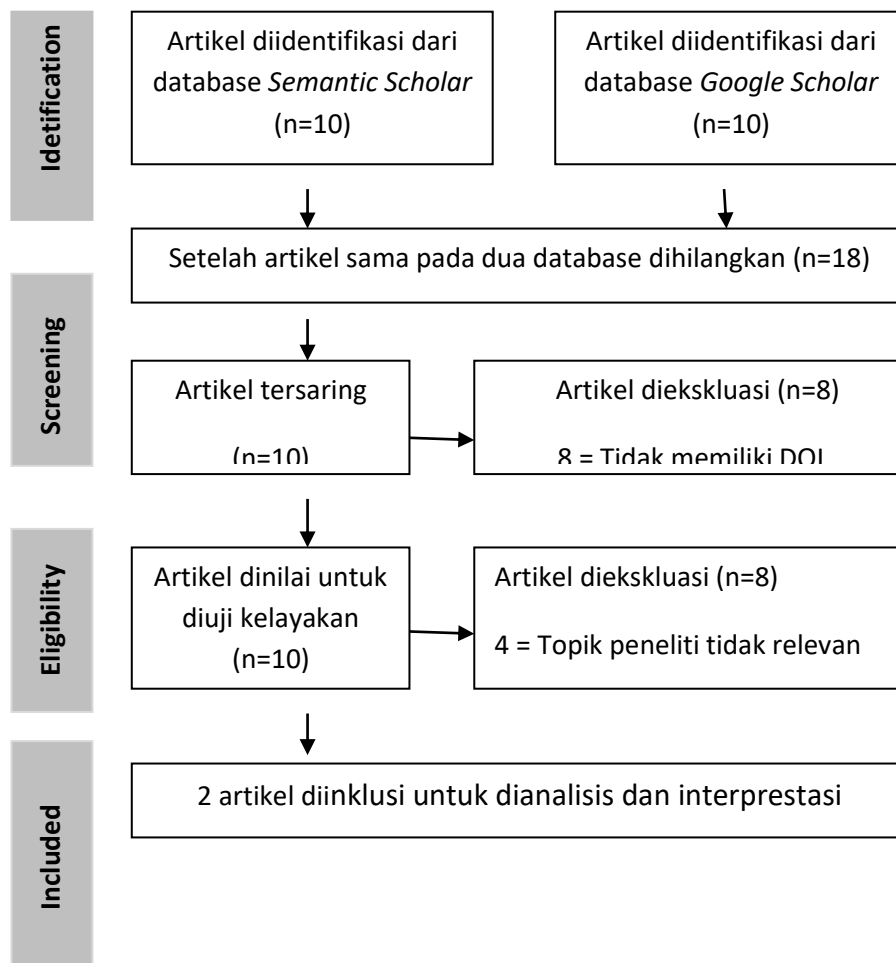 Idetification
Artikel diidentifikasi dari
database Semantic Scholar
(n=10)
Artikel diidentifikasi dari
database Google Scholar
(n=10)
Setelah artikel sama pada dua database dihilangkan (n=18)
Screening
Artikel tersaring
(n=10)
Artikel diekskluasi (n=8)
8 = Tidak memiliki DOI
Eligibility
Artikel dinilai untuk
diuji kelayakan
(n=10)
Artikel diekskluasi (n=8)
4 = Topik peneliti tidak relevan
Included
2 artikel diinklusi untuk dianalisis dan interprestasi